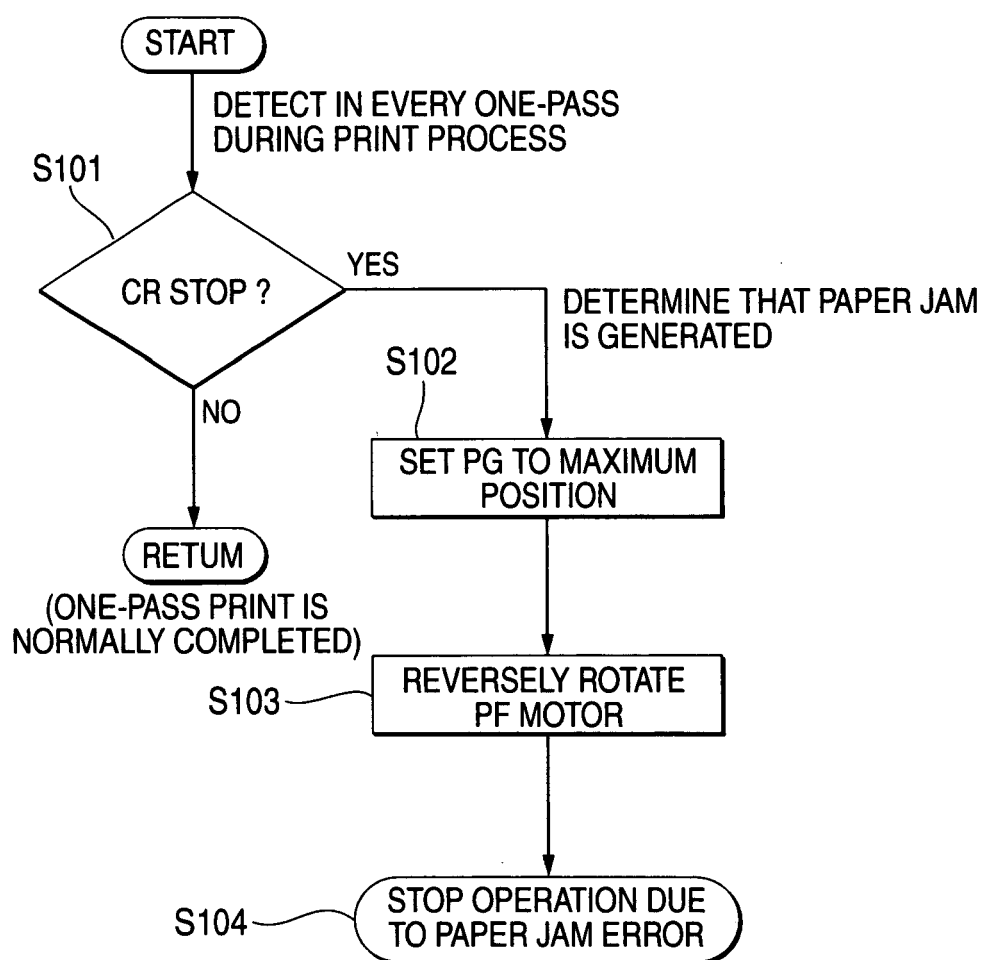 START
DETECT IN EVERY ONE-PASS
DURING PRINT PROCESS
S101
CR STOP ?
YES
DETERMINE THAT PAPER JAM
IS GENERATED
NO
S102
SET PG TO MAXIMUM
POSITION
RETUM
(ONE-PASS PRINT IS
NORMALLY COMPLETED)
S103
REVERSELY ROTATE
PF MOTOR
S104
STOP OPERATION DUE
TO PAPER JAM ERROR